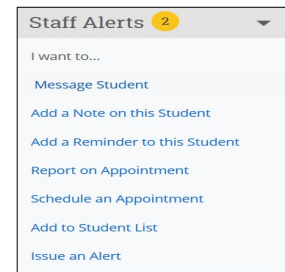 Staff Alerts 2
I want to...
Message Student
Add a Note on this Student
Add a Reminder to this Student
Report on Appointment
Schedule an Appointment
Add to Student List
Issue an Alert